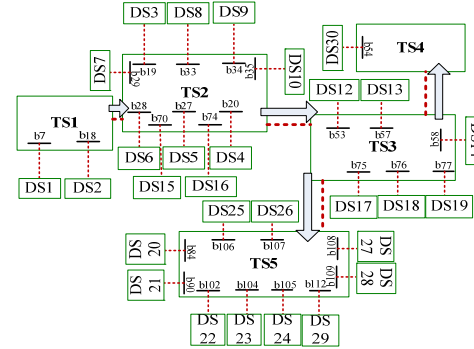 DS3 DS8 DS9
DS30
b64
TS4
DS7
b29
b19
b33
b34
b35
DS10
TS2
TS1
b7
b18
b28
b70
b27
b74
b20
DS12 DS13
b53
b57
b58
TS3
DS1 DS2
DS6 DS5 DS4
DS15 DS16
b75 b76 b77
DS17 DS18 DS19
DS25 DS26
DS 20
b84
b106
b107
b108
DS 27
TS5
DS 21
b90
b102
b104
b105
b112
b109
DS 28
DS 22
DS 23
DS 24
DS 29